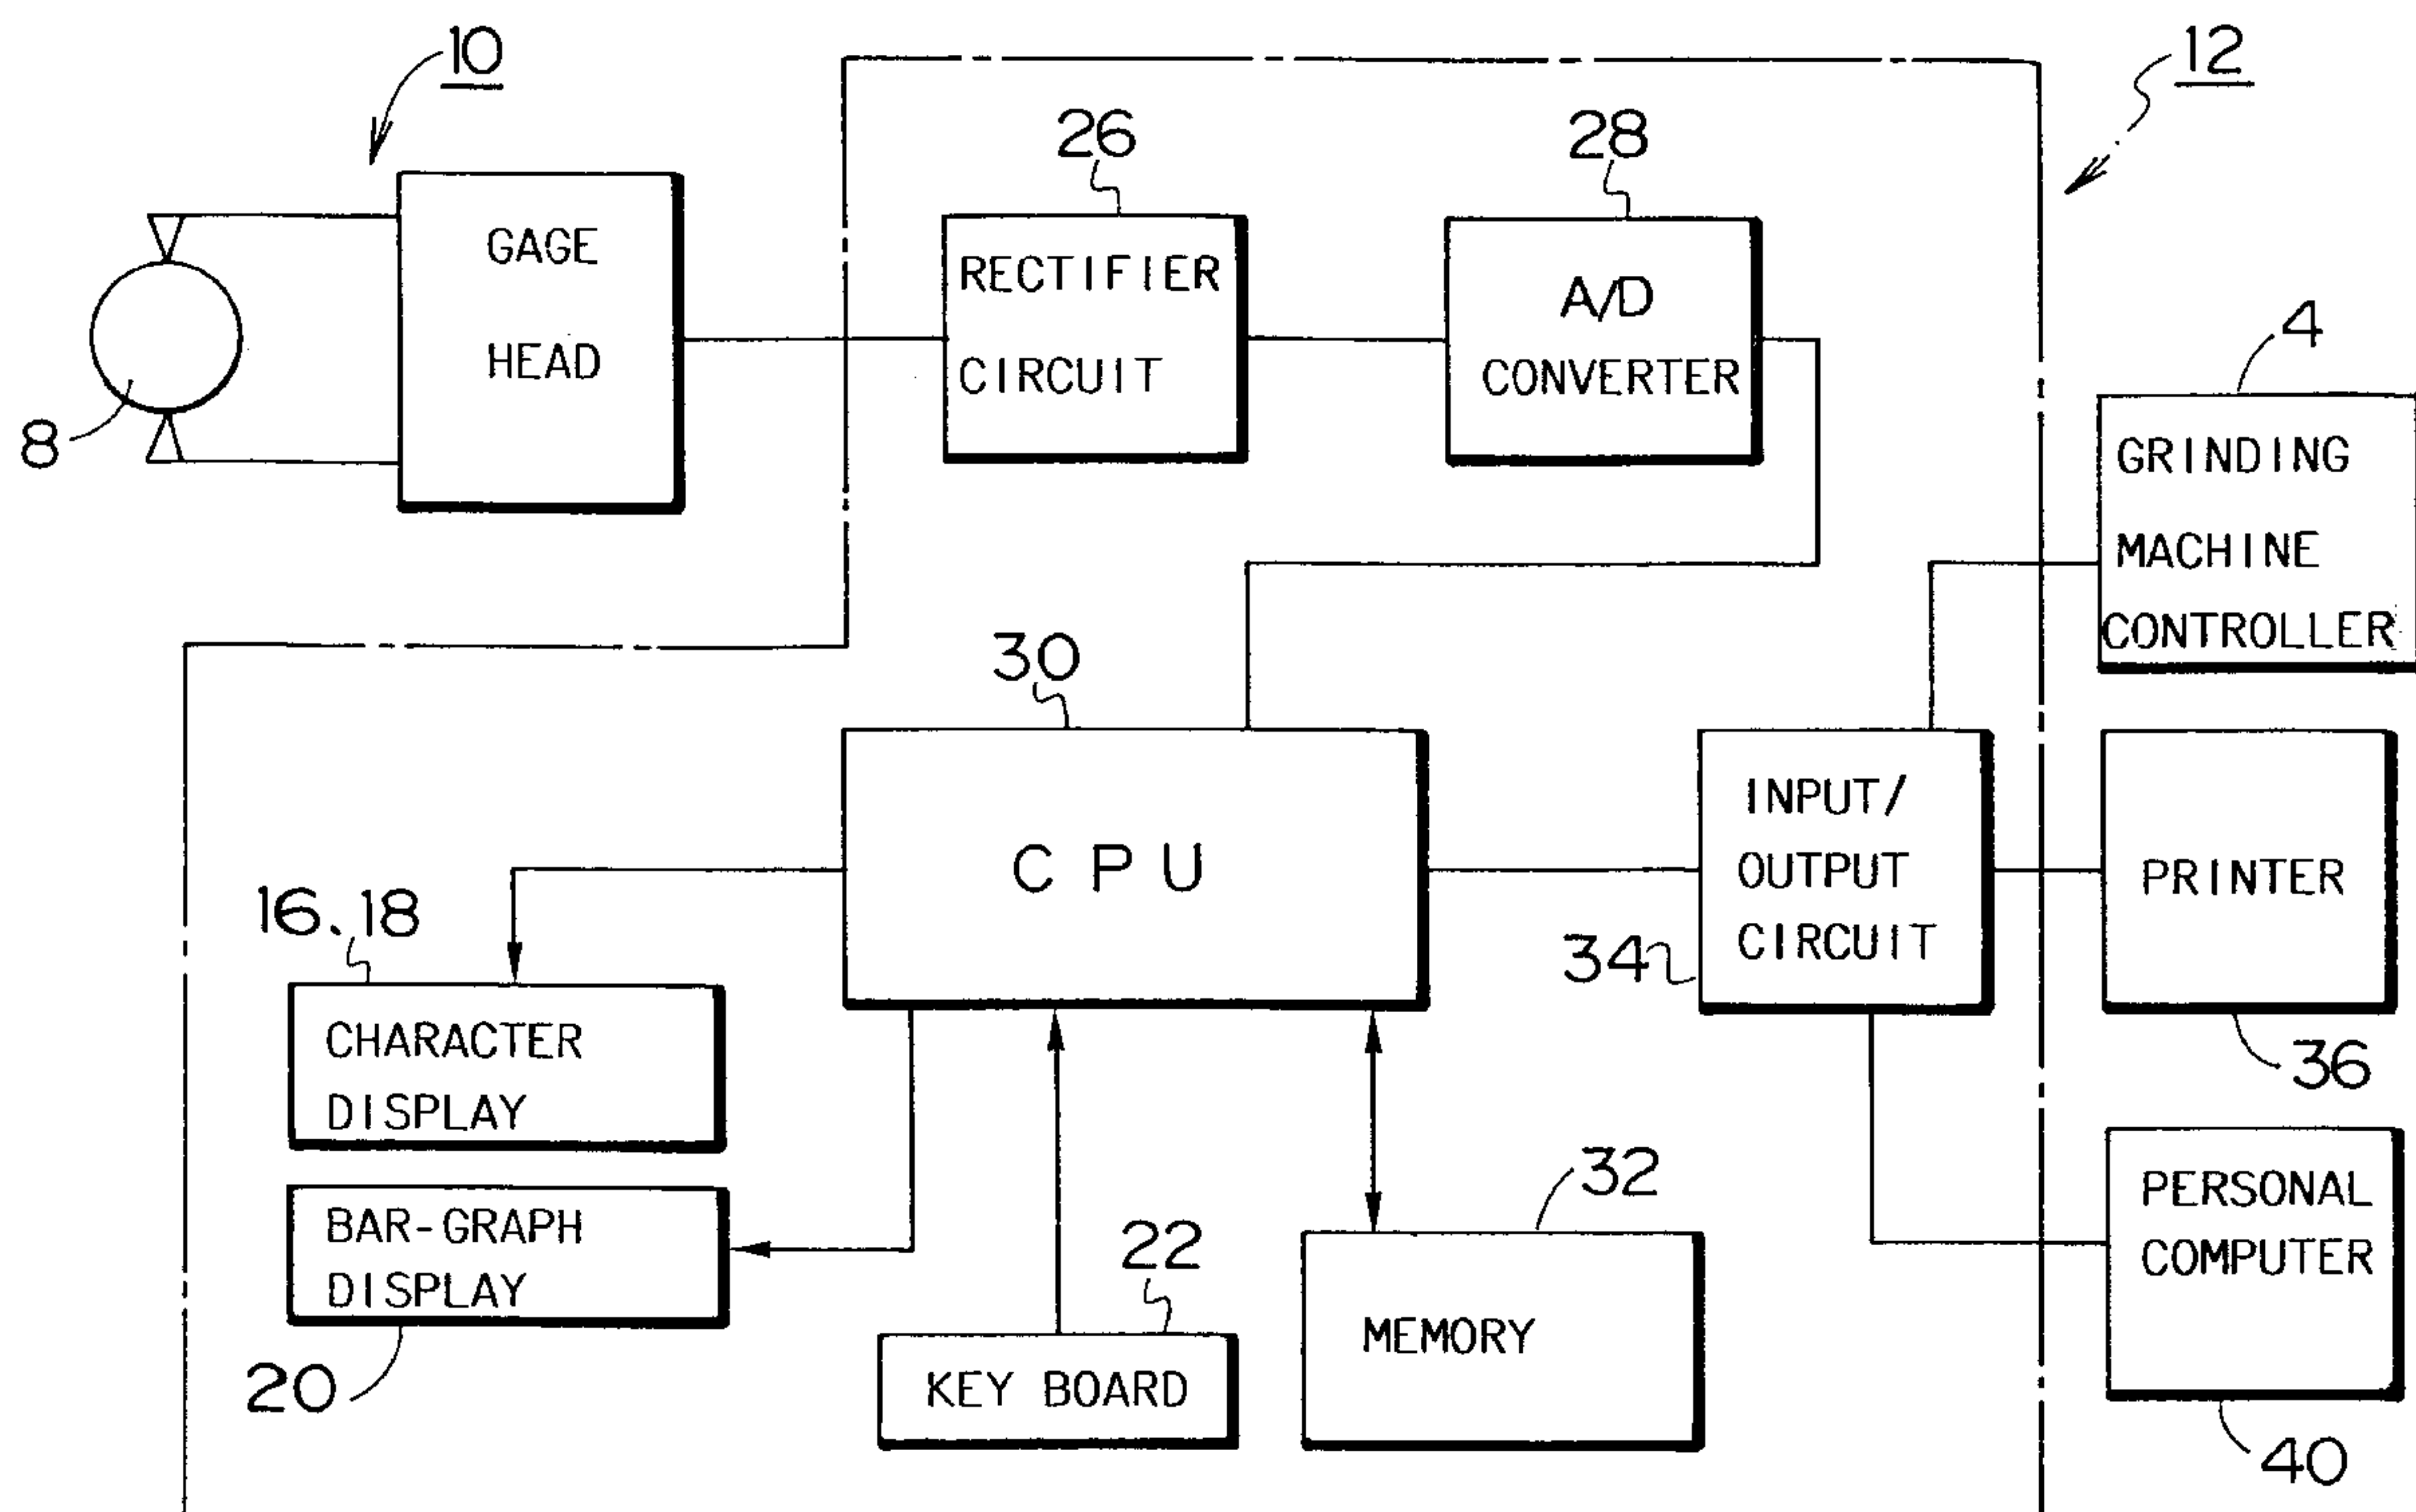 10
12
26
28
GAGE
HEAD
RECTIFIER
CIRCUIT
A/D
CONVERTER
4
8
GRINDING
MACHINE
CONTROLLER
30
CPU
INPUT/
OUTPUT
CIRCUIT
34
PRINTER
36
16.18
CHARACTER
DISPLAY
BAR-GRAPH
DISPLAY
20
22
KEY BOARD
32
MEMORY
PERSONAL
COMPUTER
40